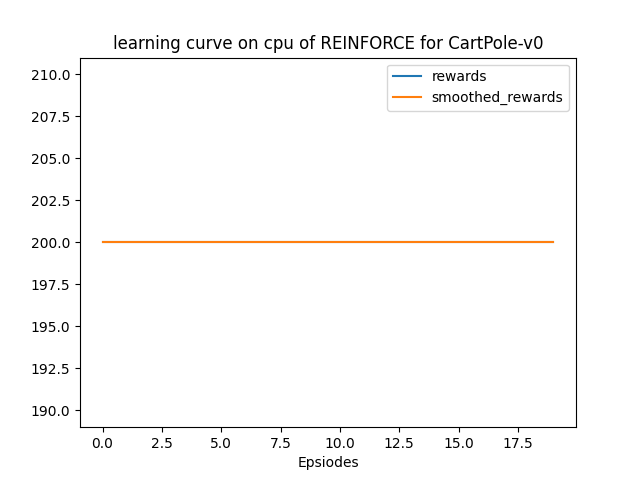 learning curve on cpu of REINFORCE for CartPole-v0
rewards
smoothed_rewards
210.0
207.5
205.0
202.5
200.0
197.5
195.0
192.5
190.0
0.0 2.5 5.0 7.5 10.0 12.5 15.0 17.5
Epsiodes